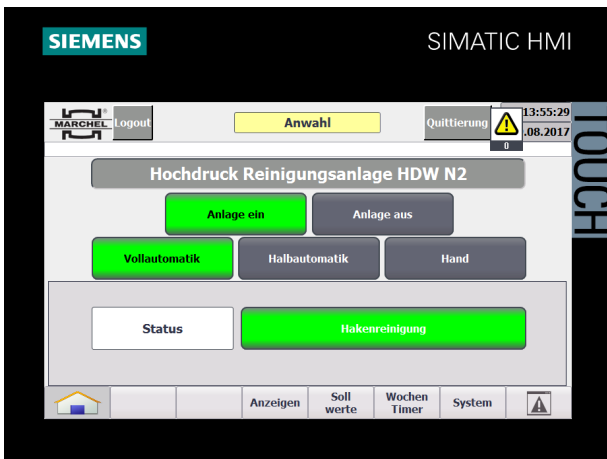 SIEMENS
SIMATIC HMI
MARCHEL
Logout
Anwahl
Quittierung
0
13:55:29
.08.2017
TOUCH
Hochdruck Reinigungsanlage HDW N2
Anlage ein
Anlage aus
Vollautomatik
Halbautomatik
Hand
Status
Hakenreinigung
Anzeigen
Soll
werte
Wochen
Timer
System